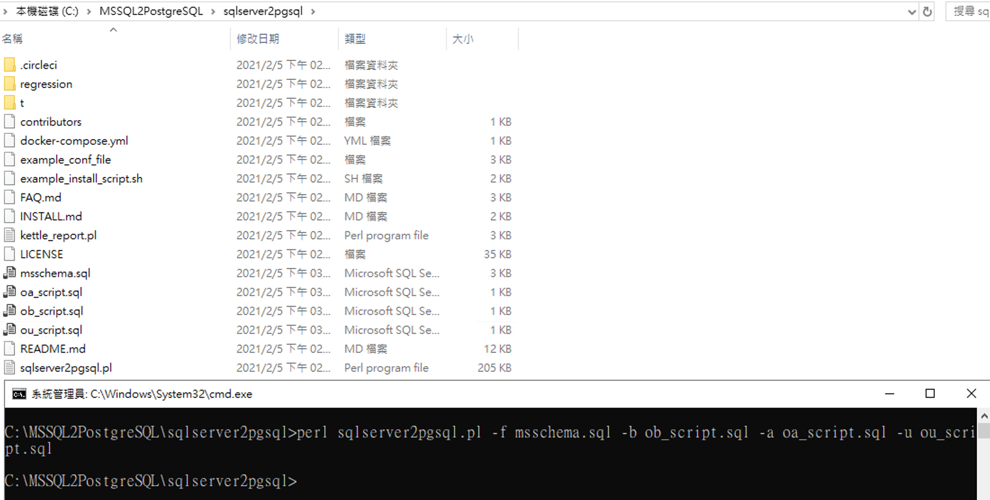 本機磁碟 (C:) › MSSQL2PostgreSQL › sqlserver2pgsql › 搜尋 sq
名稱 修改日期 類型 大小
.circleci 2021/2/5 下午 02... 檔案資料夾
regression 2021/2/5 下午 02... 檔案資料夾
t 2021/2/5 下午 02... 檔案資料夾
contributors 2021/2/5 下午 02... 檔案 1 KB
docker-compose.yml 2021/2/5 下午 02... YML 檔案 1 KB
example_conf_file 2021/2/5 下午 02... 檔案 3 KB
example_install_script.sh 2021/2/5 下午 02... SH 檔案 2 KB
FAQ.md 2021/2/5 下午 02... MD 檔案 3 KB
INSTALL.md 2021/2/5 下午 02... MD 檔案 2 KB
kettle_report.pl 2021/2/5 下午 02... Perl program file 3 KB
LICENSE 2021/2/5 下午 02... 檔案 35 KB
msschema.sql 2021/2/5 下午 03... Microsoft SQL Se... 3 KB
oa_script.sql 2021/2/5 下午 03... Microsoft SQL Se... 1 KB
ob_script.sql 2021/2/5 下午 03... Microsoft SQL Se... 1 KB
ou_script.sql 2021/2/5 下午 03... Microsoft SQL Se... 1 KB
README.md 2021/2/5 下午 02... MD 檔案 12 KB
sqlserver2pgsql.pl 2021/2/5 下午 02... Perl program file 205 KB
系統管理員: C:\Windows\System32\cmd.exe
C:\MSSQL2PostgreSQL\sqlserver2pgsql>perl sqlserver2pgsql.pl -f msschema.sql -b ob_script.sql -a oa_script.sql -u ou_scri
pt.sql
C:\MSSQL2PostgreSQL\sqlserver2pgsql>